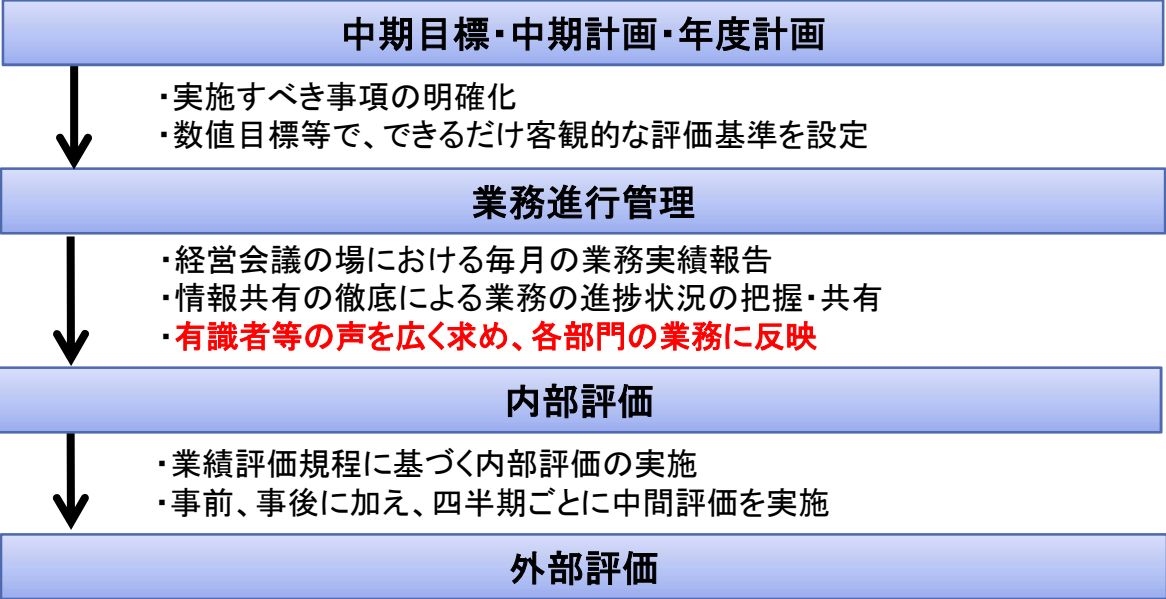 中期目標・中期計画・年度計画
・実施すべき事項の明確化
・数値目標等で、できるだけ客観的な評価基準を設定
業務進行管理
・経営会議の場における毎月の業務実績報告
・情報共有の徹底による業務の進捗状況の把握・共有
・有識者等の声を広く求め、各部門の業務に反映
内部評価
・業績評価規程に基づく内部評価の実施
・事前、事後に加え、四半期ごとに中間評価を実施
外部評価